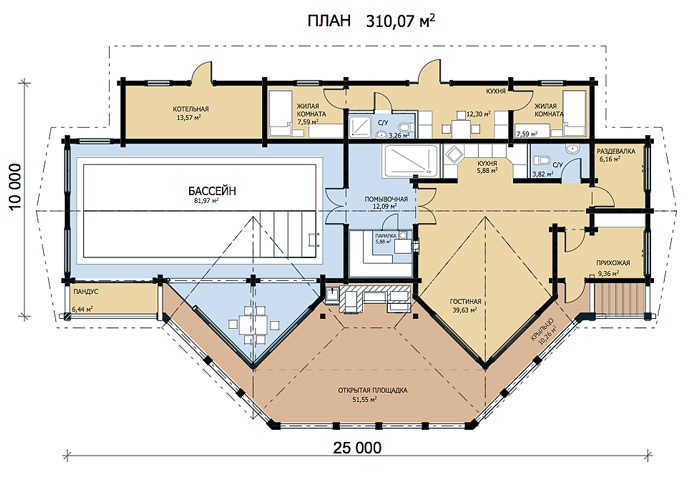 ПЛАН 310,07 м²
КОТЕЛЬНАЯ
13,57 м²
ЖИЛАЯ
КОМНАТА
7,59 м²
С/У
3,26 м²
КУХНЯ
12,30 м²
ЖИЛАЯ
КОМНАТА
7,59 м²
БАССЕЙН
81,97 м²
ПОМЫВОЧНАЯ
12,09 м²
КУХНЯ
5,88 м²
С/У
3,82 м²
РАЗДЕВАЛКА
6,16 м²
ПАРИЛКА
5,88 м²
ПРИХОЖАЯ
9,36 м²
ПАНДУС
6,44 м²
ГОСТИНАЯ
39,63 м²
КРЫЛЬЦО
10,26 м²
ОТКРЫТАЯ ПЛОЩАДКА
51,55 м²
10 000
25 000